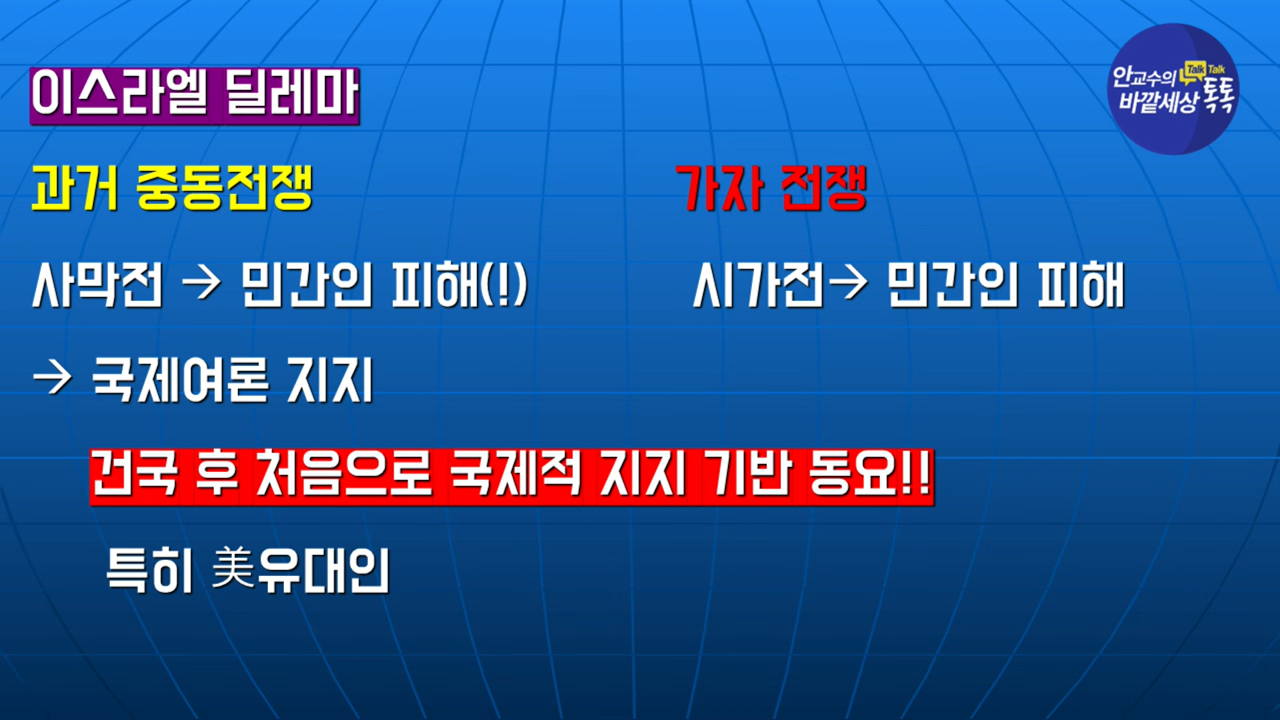 이스라엘 딜레마
안교수의 Talk Talk
바깥세상 톡톡
과거 중동전쟁
가자 전쟁
사막전 → 민간인 피해(!)
시가전→ 민간인 피해
→ 국제여론 지지
건국 후 처음으로 국제적 지지 기반 동요!!
특히 美유대인